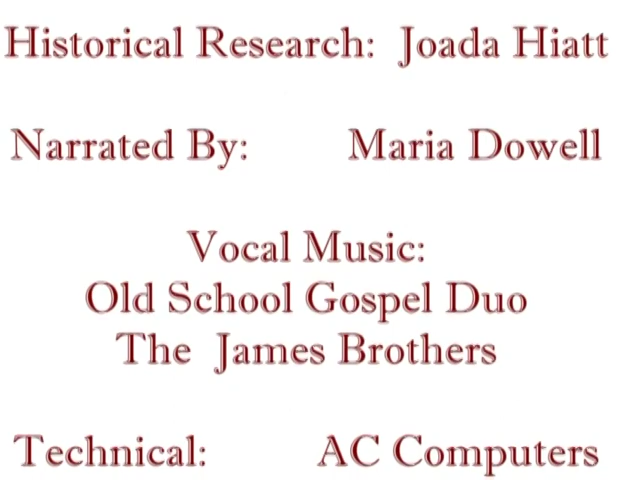 Historical Research: Joada Hiatt
Narrated By: Maria Dowell
Vocal Music:
Old School Gospel Duo
The James Brothers
Technical: AC Computers